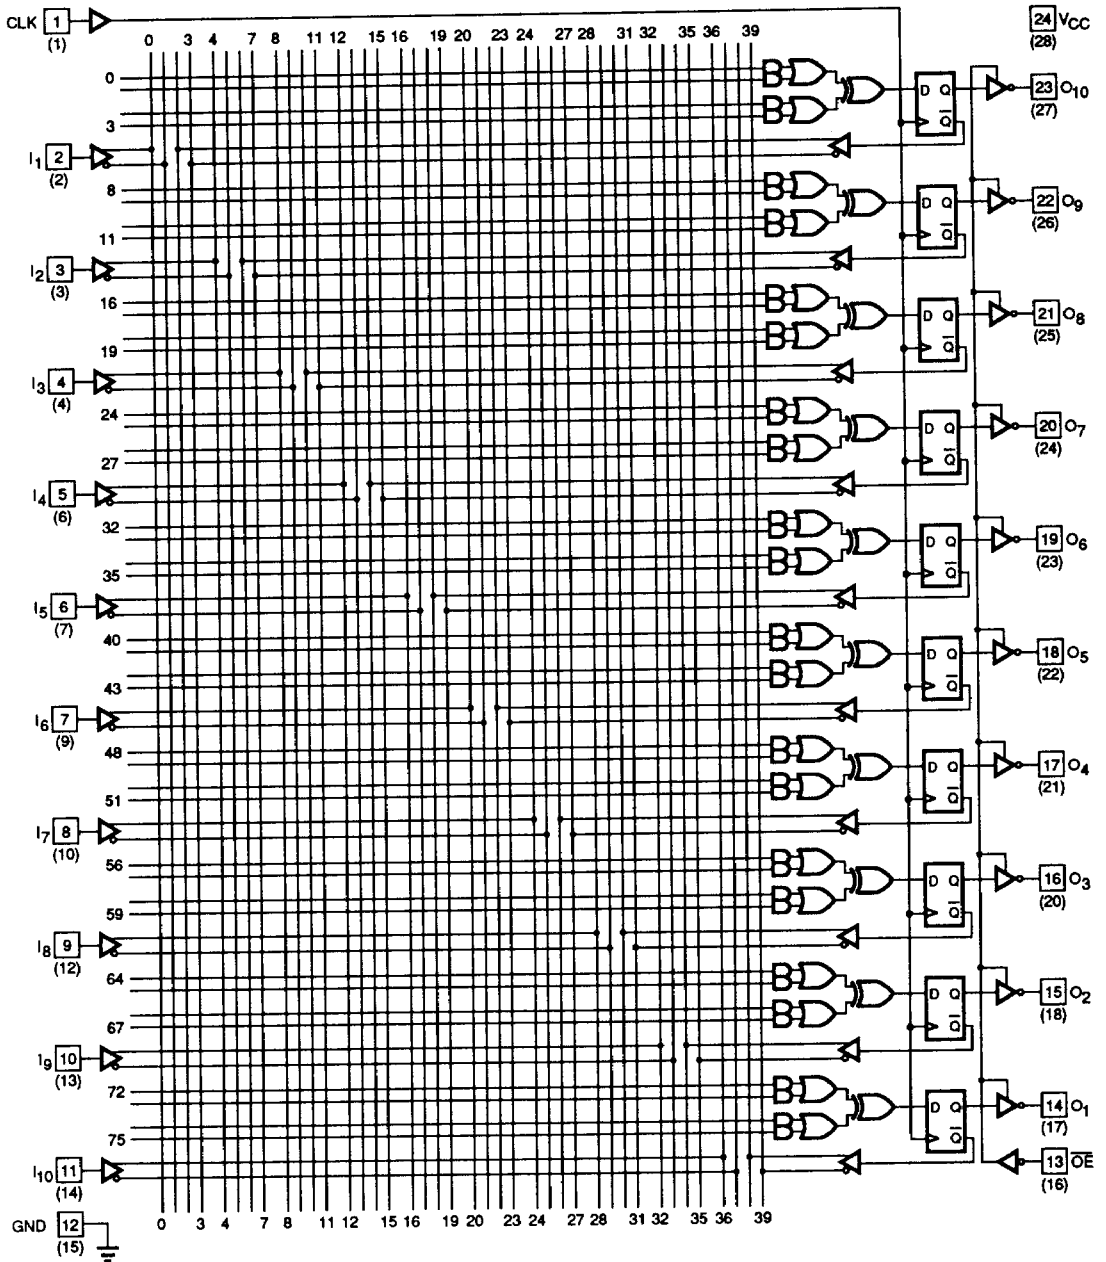 CLK 1 (1)
24 VCC (28)
0 3 4 7 8 11 12 15 16 19 20 23 24 27 28 31 32 35 36 39
0
D Q Q̅
23 O10 (27)
3
I1 2 (2)
8
D Q Q̅
22 O9 (26)
11
I2 3 (3)
16
D Q Q̅
21 O8 (25)
19
I3 4 (4)
24
D Q Q̅
20 O7 (24)
27
I4 5 (6)
32
D Q Q̅
19 O6 (23)
35
I5 6 (7)
40
D Q Q̅
18 O5 (22)
43
I6 7 (9)
48
D Q Q̅
17 O4 (21)
51
I7 8 (10)
56
D Q Q̅
16 O3 (20)
59
I8 9 (12)
64
D Q Q̅
15 O2 (18)
67
I9 10 (13)
72
D Q Q̅
14 O1 (17)
75
I10 11 (14)
13 O̅E̅ (16)
GND 12 (15)
0 3 4 7 8 11 12 15 16 19 20 23 24 27 28 31 32 35 36 39